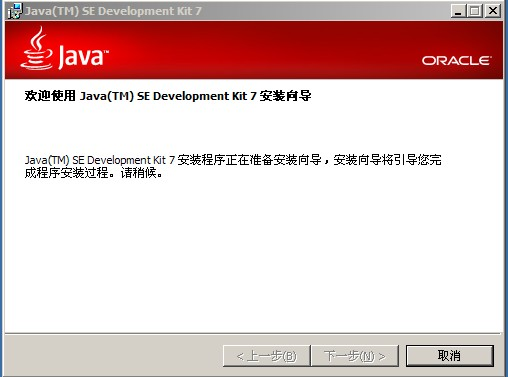 Java(TM) SE Development Kit 7
Java™
ORACLE®
欢迎使用 Java(TM) SE Development Kit 7 安装向导
Java(TM) SE Development Kit 7 安装程序正在准备安装向导，安装向导将引导您完
成程序安装过程。请稍候。
< 上一步(B)
下一步(N) >
取消